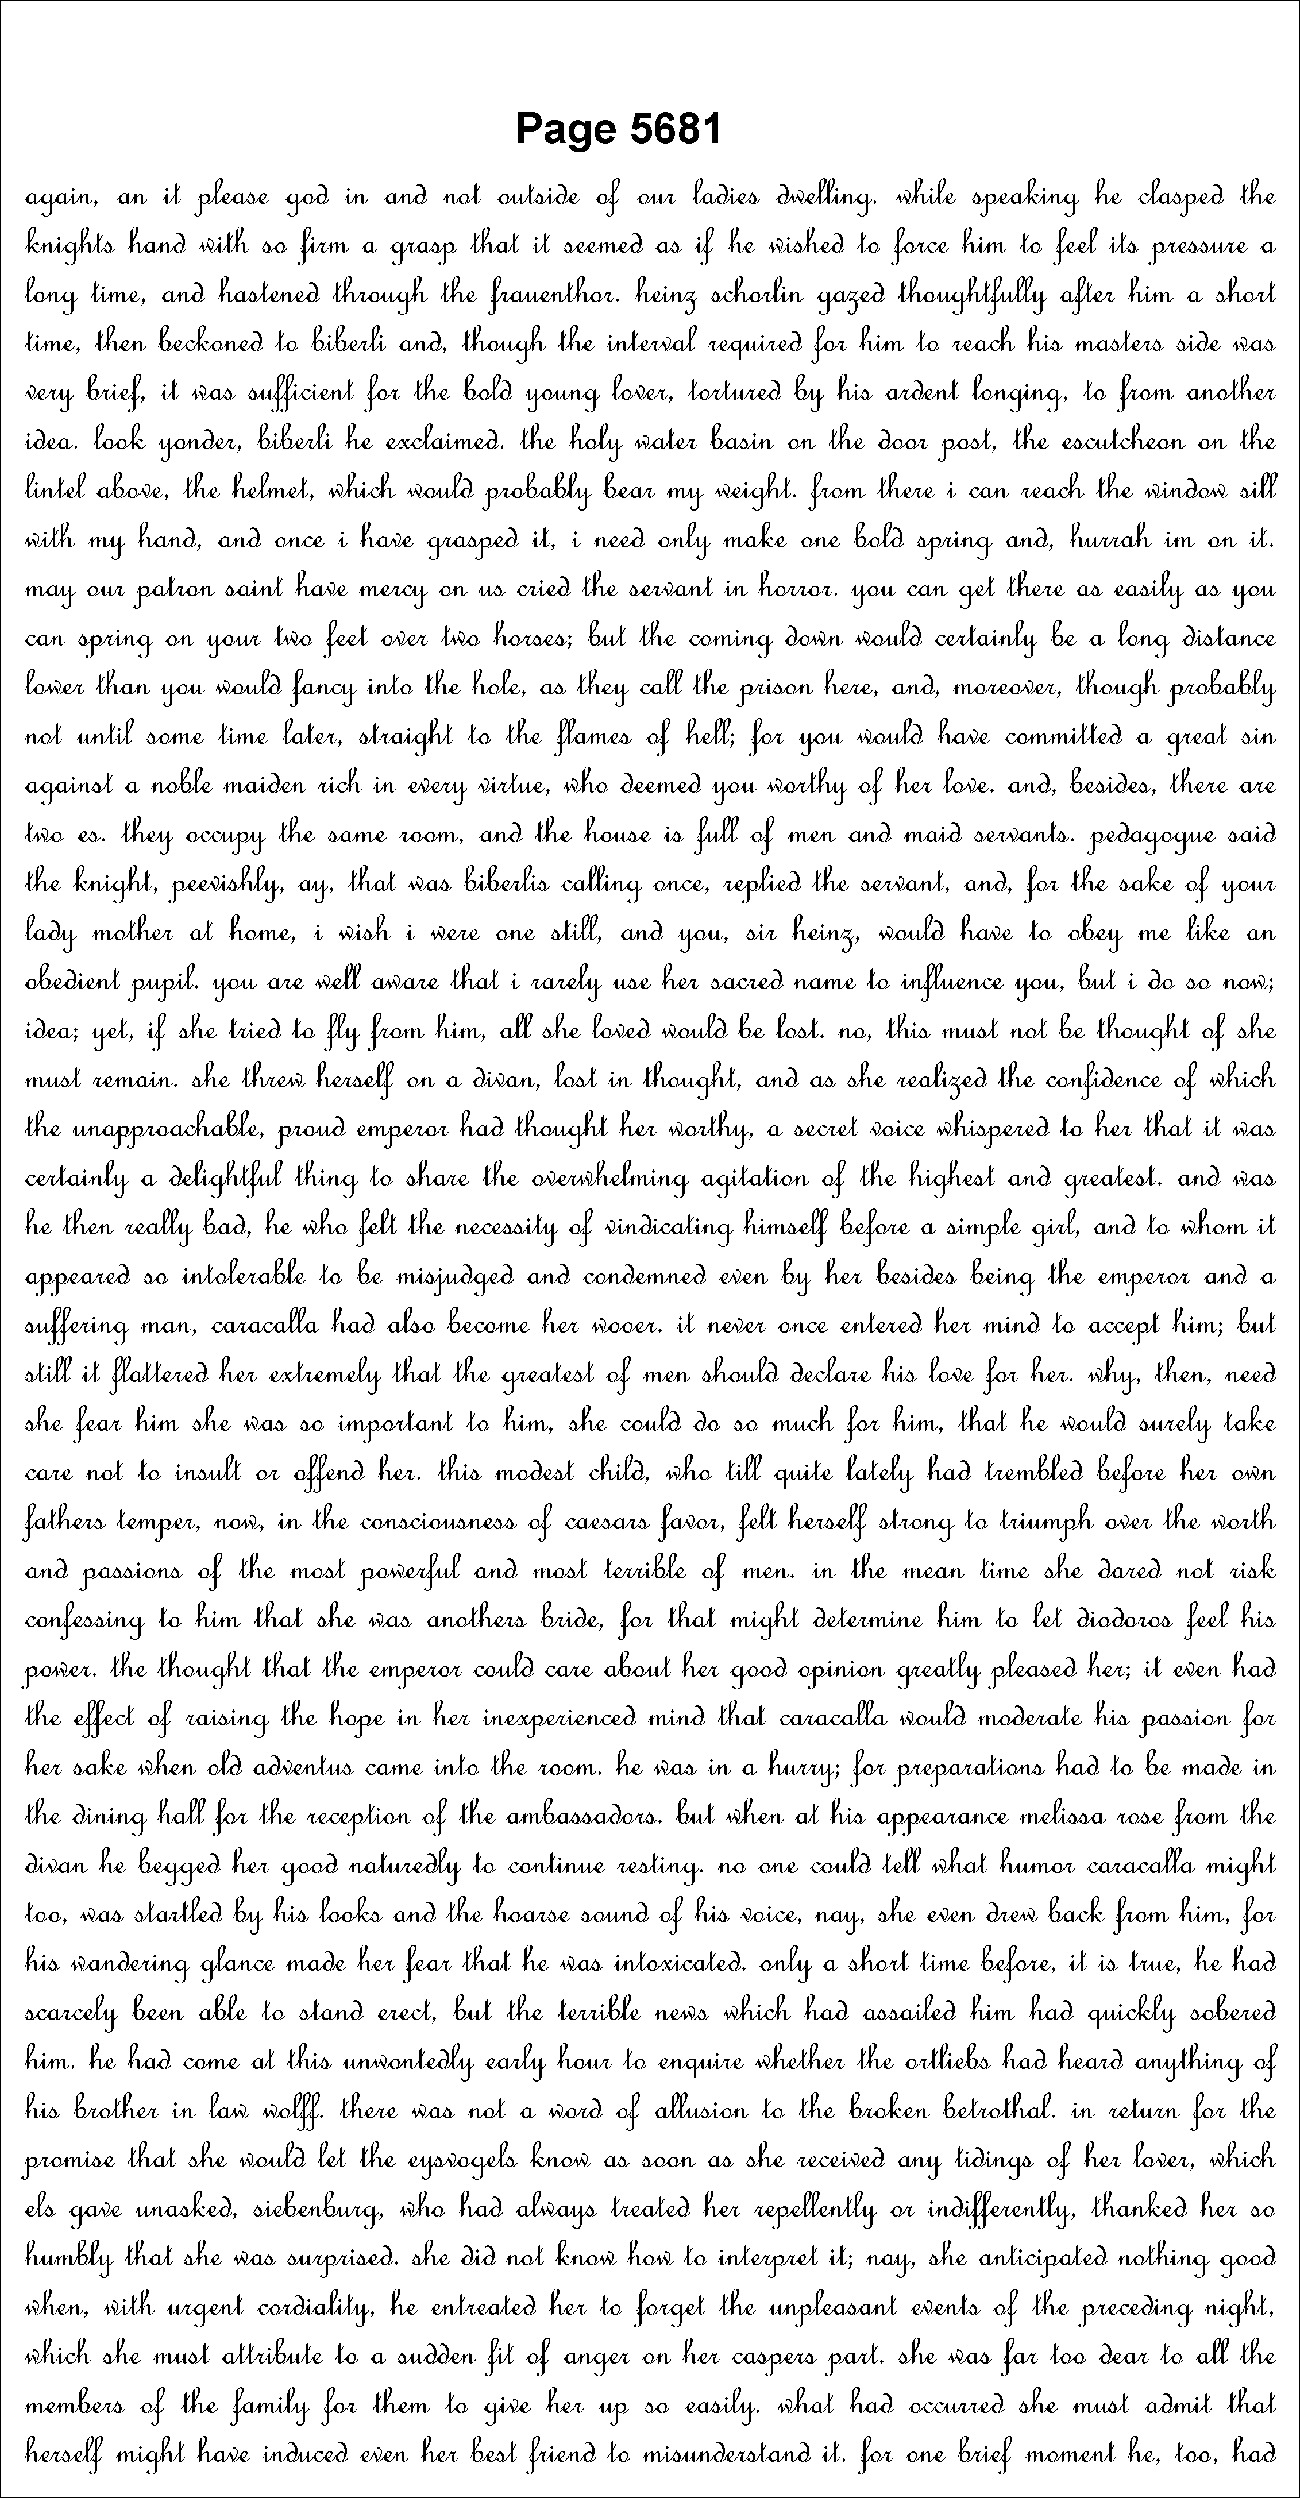 Page 5681
again, an it please god in and not outside of our ladies dwelling. while speaking he clasped the
knights hand with so firm a grasp that it seemed as if he wished to force him to feel its pressure a
long time, and hastened through the frauenthor. heinz schorlin gazed thoughtfully after him a short
time, then beckoned to biberli and, though the interval required for him to reach his masters side was
very brief, it was sufficient for the bold young lover, tortured by his ardent longing, to from another
idea. look yonder, biberli he exclaimed. the holy water basin on the door post, the escutcheon on the
lintel above, the helmet, which would probably bear my weight. from there i can reach the window sill
with my hand, and once i have grasped it, i need only make one bold spring and, hurrah im on it.
may our patron saint have mercy on us cried the servant in horror. you can get there as easily as you
can spring on your two feet over two horses; but the coming down would certainly be a long distance
lower than you would fancy into the hole, as they call the prison here, and, moreover, though probably
not until some time later, straight to the flames of hell; for you would have committed a great sin
against a noble maiden rich in every virtue, who deemed you worthy of her love. and, besides, there are
two es. they occupy the same room, and the house is full of men and maid servants. pedagogue said
the knight, peevishly, ay, that was biberlis calling once, replied the servant, and, for the sake of your
lady mother at home, i wish i were one still, and you, sir heinz, would have to obey me like an
obedient pupil. you are well aware that i rarely use her sacred name to influence you, but i do so now;
idea; yet, if she tried to fly from him, all she loved would be lost. no, this must not be thought of she
must remain. she threw herself on a divan, lost in thought, and as she realized the confidence of which
the unapproachable, proud emperor had thought her worthy, a secret voice whispered to her that it was
certainly a delightful thing to share the overwhelming agitation of the highest and greatest. and was
he then really bad, he who felt the necessity of vindicating himself before a simple girl, and to whom it
appeared so intolerable to be misjudged and condemned even by her besides being the emperor and a
suffering man, caracalla had also become her wooer. it never once entered her mind to accept him; but
still it flattered her extremely that the greatest of men should declare his love for her. why, then, need
she fear him she was so important to him, she could do so much for him, that he would surely take
care not to insult or offend her. this modest child, who till quite lately had trembled before her own
fathers temper, now, in the consciousness of caesars favor, felt herself strong to triumph over the worth
and passions of the most powerful and most terrible of men. in the mean time she dared not risk
confessing to him that she was anothers bride, for that might determine him to let diodoros feel his
power. the thought that the emperor could care about her good opinion greatly pleased her; it even had
the effect of raising the hope in her inexperienced mind that caracalla would moderate his passion for
her sake when old adventus came into the room. he was in a hurry; for preparations had to be made in
the dining hall for the reception of the ambassadors. but when at his appearance melissa rose from the
divan he begged her good naturedly to continue resting. no one could tell what humor caracalla might
too, was startled by his looks and the hoarse sound of his voice, nay, she even drew back from him, for
his wandering glance made her fear that he was intoxicated. only a short time before, it is true, he had
scarcely been able to stand erect, but the terrible news which had assailed him had quickly sobered
him. he had come at this unwontedly early hour to enquire whether the ortliebs had heard anything of
his brother in law wolff. there was not a word of allusion to the broken betrothal. in return for the
promise that she would let the eysvogels know as soon as she received any tidings of her lover, which
els gave unasked, siebenburg, who had always treated her repellently or indifferently, thanked her so
humbly that she was surprised. she did not know how to interpret it; nay, she anticipated nothing good
when, with urgent cordiality, he entreated her to forget the unpleasant events of the preceding night,
which she must attribute to a sudden fit of anger on her caspers part. she was far too dear to all the
members of the family for them to give her up so easily. what had occurred she must admit that
herself might have induced even her best friend to misunderstand it. for one brief moment he, too, had